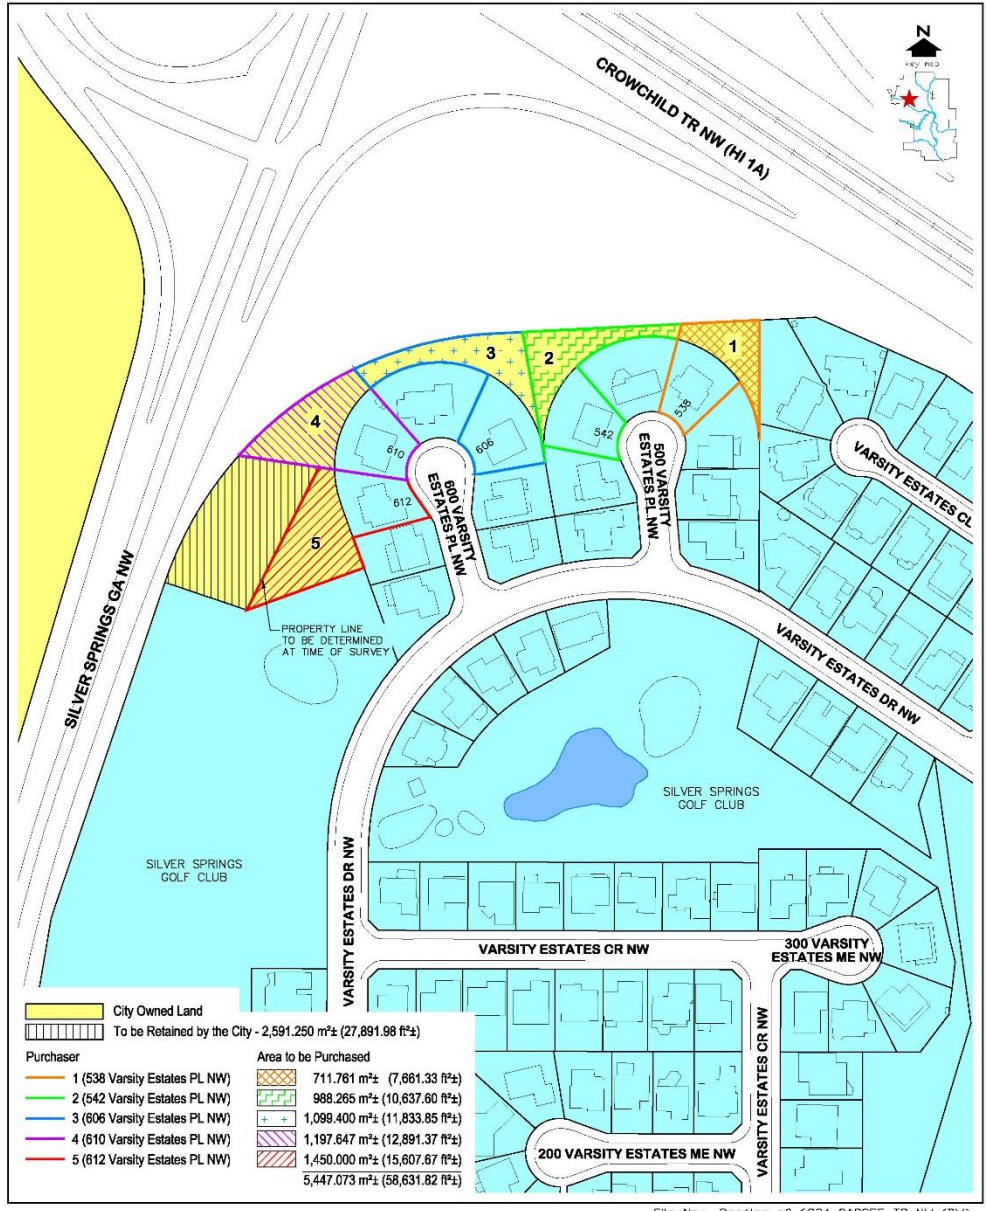 N
Key Map
CROWCHILD TR NW (HI 1A)
1
2
3
4
5
538
542
606
610
612
500 VARSITY
ESTATES PL NW
600 VARSITY
ESTATES PL NW
VARSITY ESTATES CL
SILVER SPRINGS GA NW
PROPERTY LINE
TO BE DETERMINED
AT TIME OF SURVEY
VARSITY ESTATES DR NW
SILVER SPRINGS
GOLF CLUB
SILVER SPRINGS
GOLF CLUB
VARSITY ESTATES DR NW
VARSITY ESTATES CR NW
300 VARSITY
ESTATES ME NW
VARSITY ESTATES CR NW
200 VARSITY ESTATES ME NW
City Owned Land
To be Retained by the City - 2,591.250 m²± (27,891.98 ft²±)
Purchaser Area to be Purchased
1 (538 Varsity Estates PL NW) 711.761 m²± (7,661.33 ft²±)
2 (542 Varsity Estates PL NW) 988.265 m²± (10,637.60 ft²±)
3 (606 Varsity Estates PL NW) 1,099.400 m²± (11,833.85 ft²±)
4 (610 Varsity Estates PL NW) 1,197.647 m²± (12,891.37 ft²±)
5 (612 Varsity Estates PL NW) 1,450.000 m²± (15,607.67 ft²±)
5,447.073 m²± (58,631.82 ft²±)